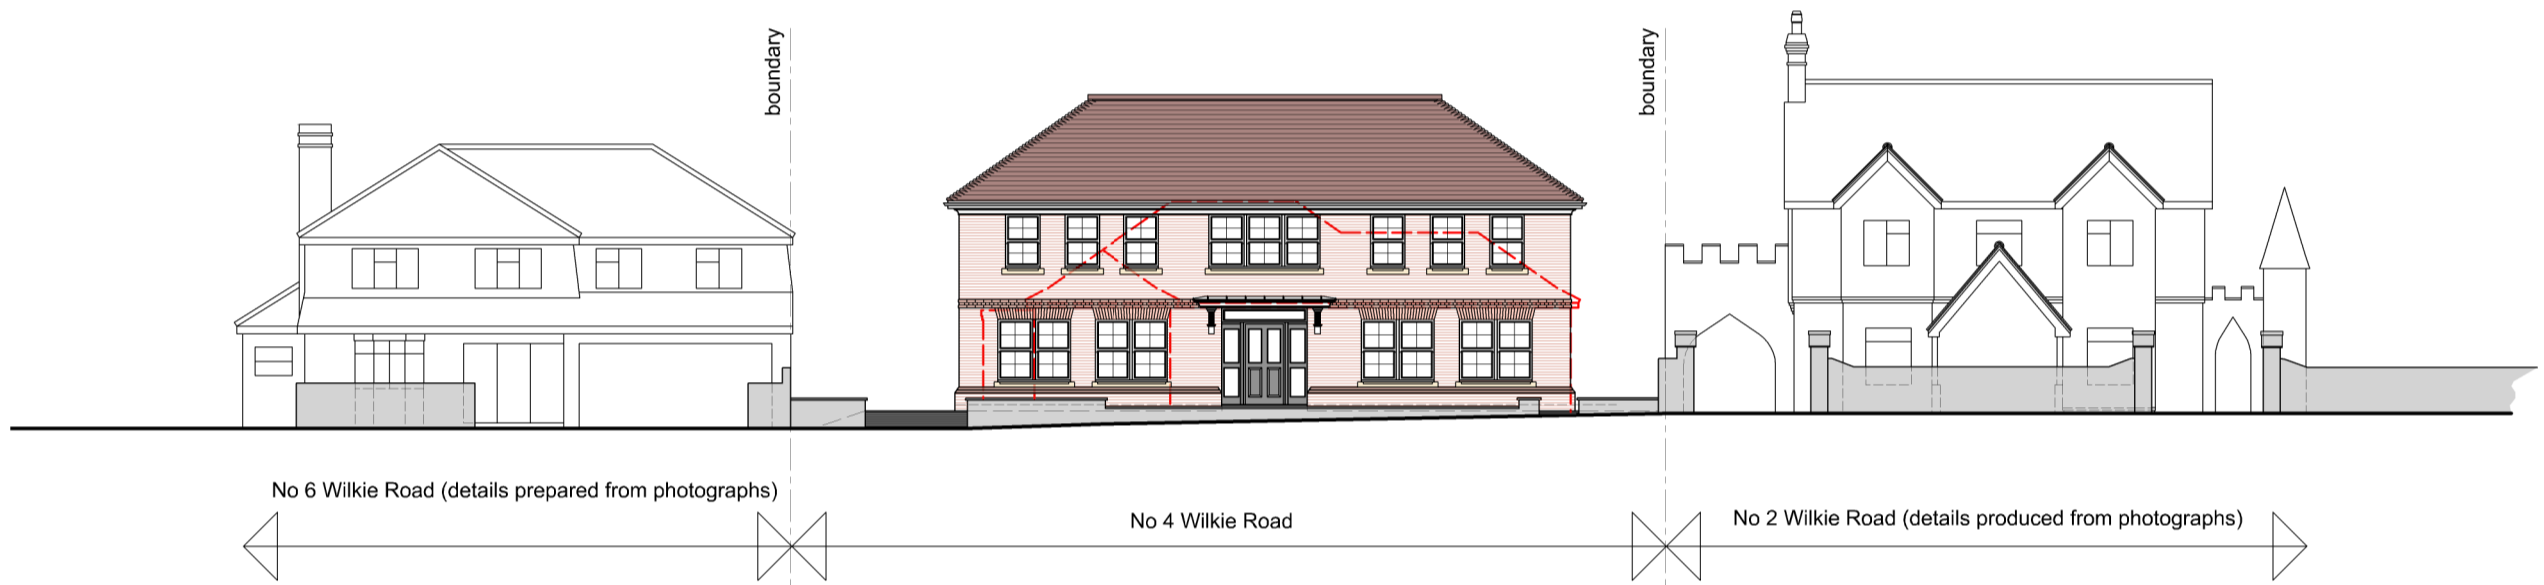 boundary
boundary
No 6 Wilkie Road (details prepared from photographs)
No 4 Wilkie Road
No 2 Wilkie Road (details produced from photographs)